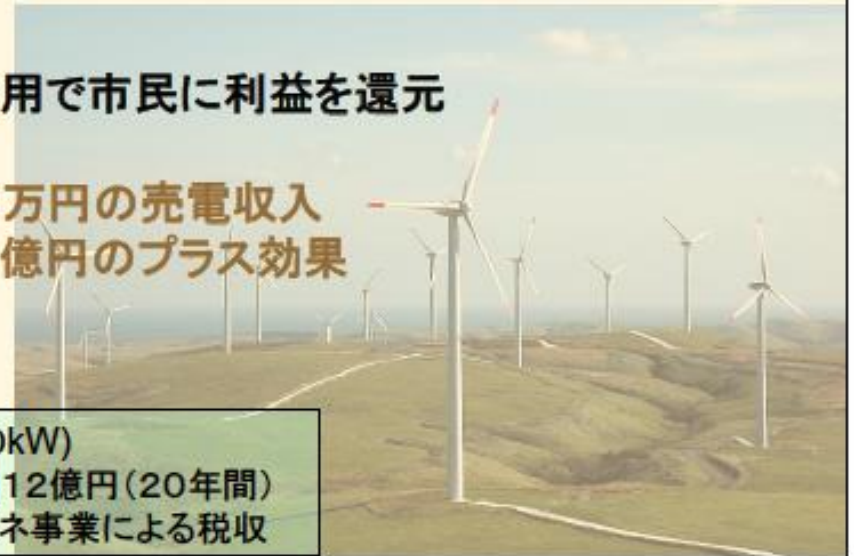 用で市民に利益を還元
万円の売電収入
億円のプラス効果
0kW)
12億円(20年間)
ネ事業による税収